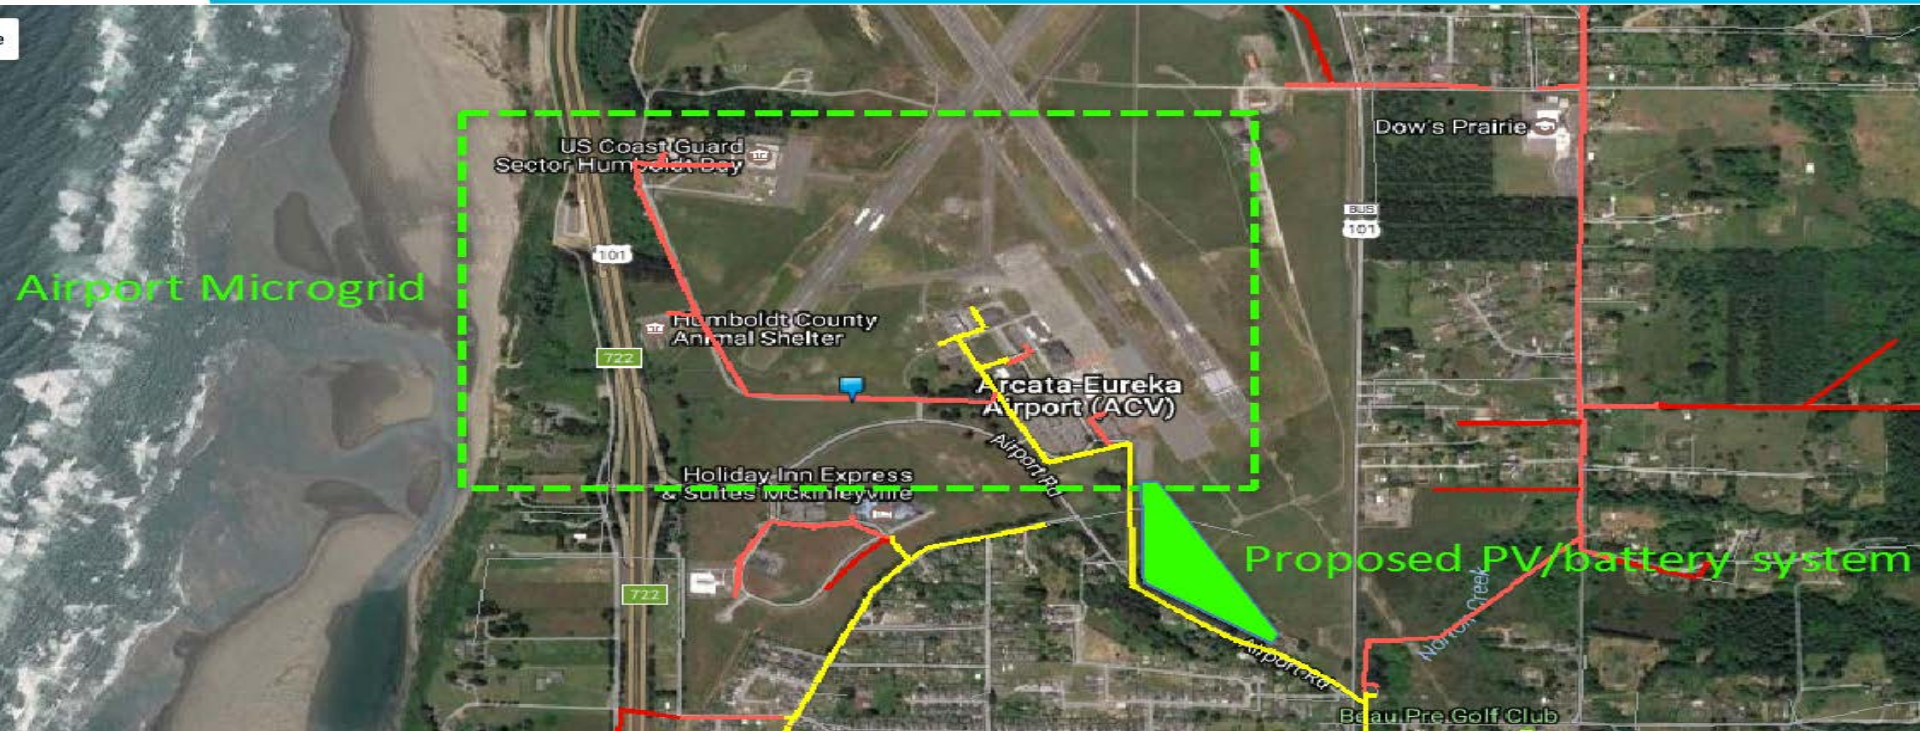 e
US Coast Guard
Sector Humboldt Bay
Dow's Prairie
BUS
101
101
Airport Microgrid
Humboldt County
Animal Shelter
722
Arcata-Eureka
Airport (ACV)
Airport Rd
Holiday Inn Express
& Suites Mckinleyville
Proposed PV/battery system
722
Norton Creek
Airport Rd
Beau Pre Golf Club